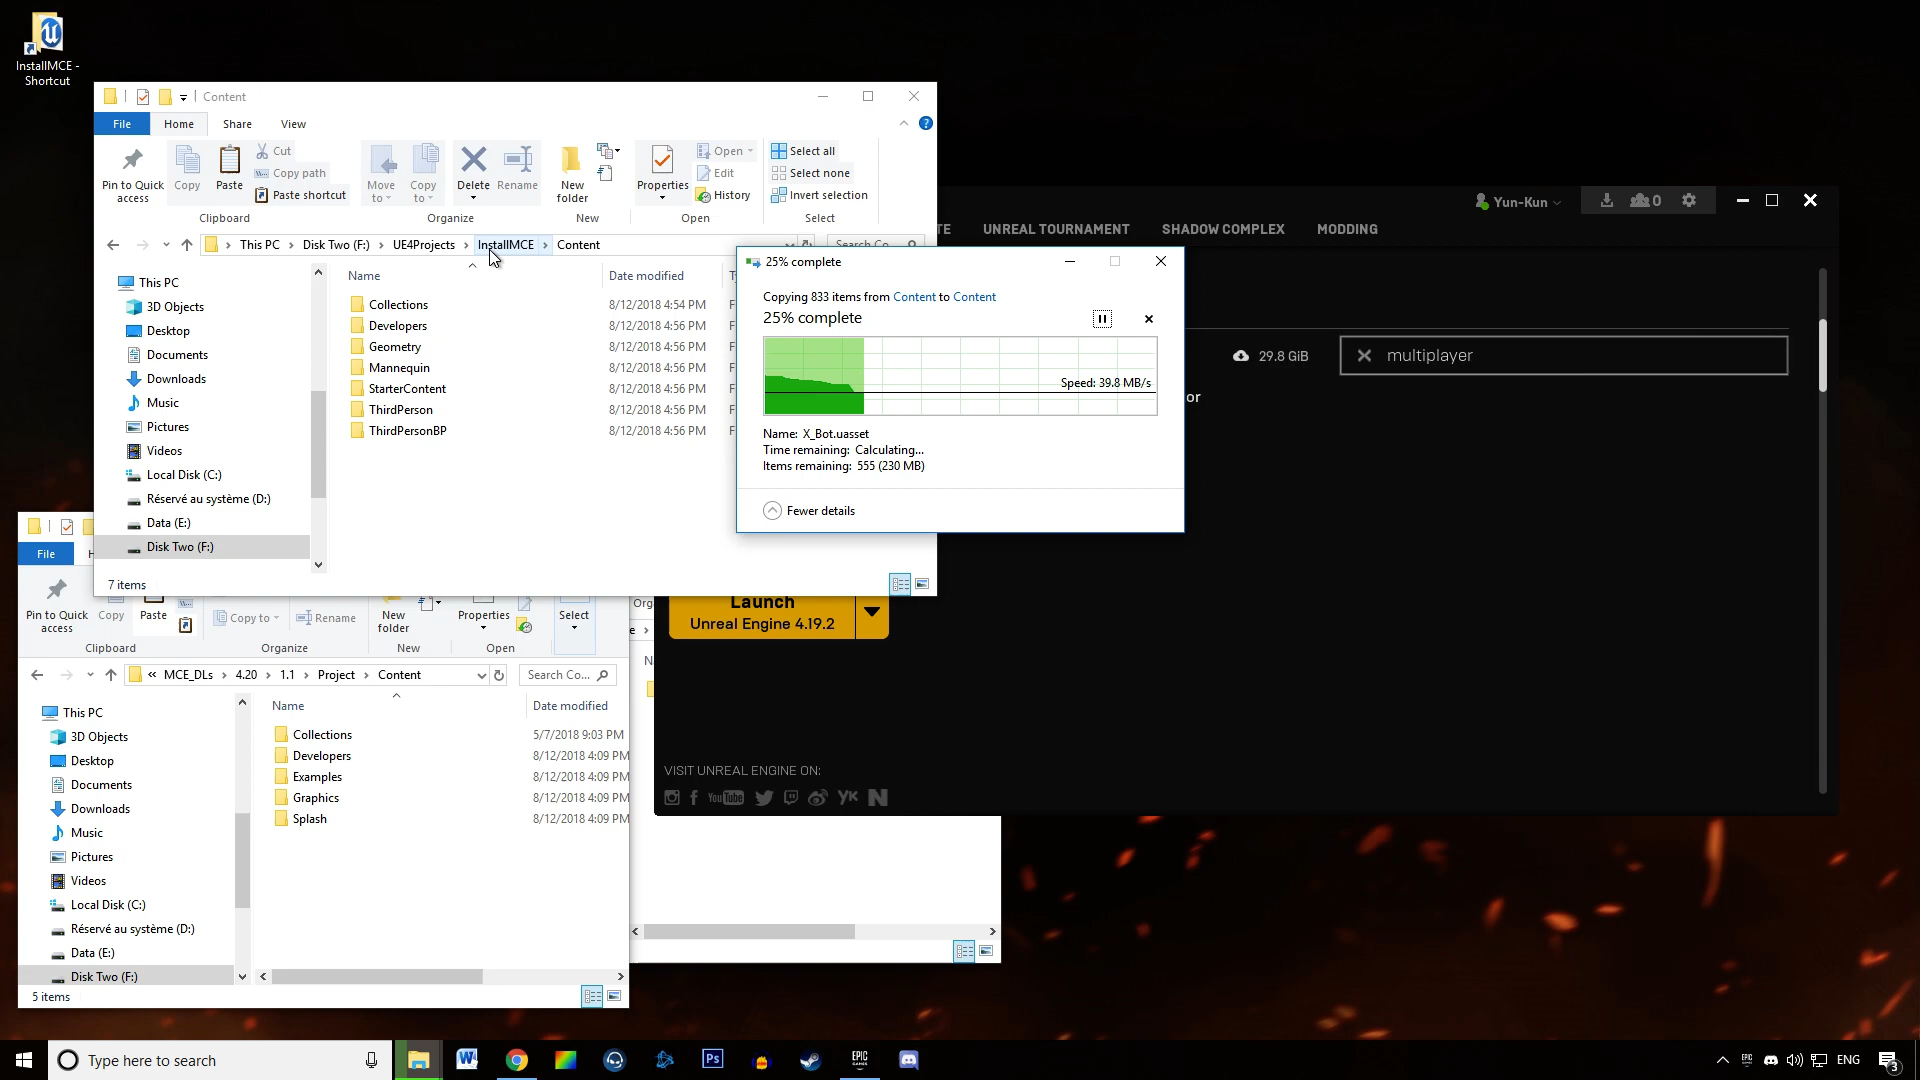 InstallMCE -
Shortcut
Content
File
Home
Share
View
Pin to Quick
access
Copy
Paste
Cut
Copy path
Paste shortcut
Move
to
Copy
to
Delete
Rename
New
folder
Properties
Open
Edit
History
Select all
Select none
Invert selection
Clipboard
Organize
New
Open
Select
This PC
Disk Two (F:)
UE4Projects
InstallMCE
Content
Search Co...
This PC
3D Objects
Desktop
Documents
Downloads
Music
Pictures
Videos
Local Disk (C:)
Réservé au système (D:)
Data (E:)
Disk Two (F:)
Name
Date modified
Collections 8/12/2018 4:54 PM
Developers 8/12/2018 4:56 PM
Geometry 8/12/2018 4:56 PM
Mannequin 8/12/2018 4:56 PM
StarterContent 8/12/2018 4:56 PM
ThirdPerson 8/12/2018 4:56 PM
ThirdPersonBP 8/12/2018 4:56 PM
7 items
25% complete
Copying 833 items from Content to Content
25% complete
Speed: 39.8 MB/s
Name: X_Bot.uasset
Time remaining: Calculating...
Items remaining: 555 (230 MB)
Fewer details
Yun-Kun
0
TE
UNREAL TOURNAMENT
SHADOW COMPLEX
MODDING
29.8 GiB
multiplayer
or
Launch
Unreal Engine 4.19.2
VISIT UNREAL ENGINE ON:
You Tube
File
H
Pin to Quick
access
Copy
Paste
Copy to
Rename
New
folder
Properties
Select
Clipboard
Organize
New
Open
Org
e
MCE_DLs
4.20
1.1
Project
Content
Search Co...
This PC
3D Objects
Desktop
Documents
Downloads
Music
Pictures
Videos
Local Disk (C:)
Réservé au système (D:)
Data (E:)
Disk Two (F:)
Name
Date modified
Collections 5/7/2018 9:03 PM
Developers 8/12/2018 4:09 PM
Examples 8/12/2018 4:09 PM
Graphics 8/12/2018 4:09 PM
Splash 8/12/2018 4:09 PM
5 items
Type here to search
Ps
EPIC
GAMES
ENG
3